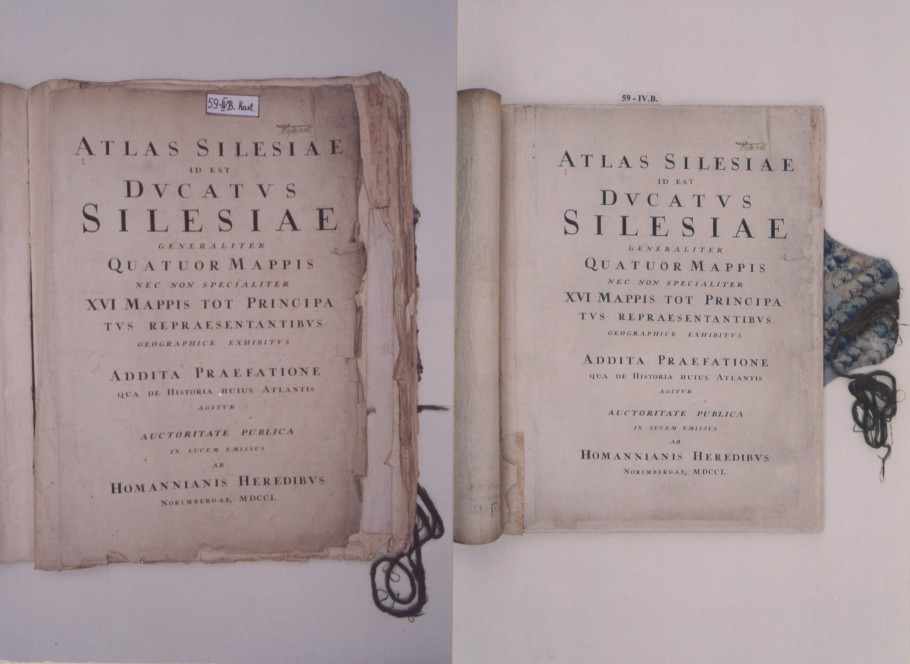 59-IVB. Kart.
ATLAS SILESIAE
ID EST
DVCATVS
SILESIAE
GENERALITER
QUATUOR MAPPIS
NEC NON SPECIALITER
XVI MAPPIS TOT PRINCIPA
TVS REPRAESENTANTIBVS
GEOGRAPHICE EXHIBITVS
ADDITA PRAEFATIONE
QUA DE HISTORIA HUIUS ATLANTIS
AGITVR
AUCTORITATE PUBLICA
IN LUCEM EMISSUS
AB
HOMANNIANIS HEREDIBVS
NORIMBERGAE, MDCCL
59 - IV.B.
ATLAS SILESIAE
ID EST
DVCATVS
SILESIAE
GENERALITER
QUATUOR MAPPIS
NEC NON SPECIALITER
XVI MAPPIS TOT PRINCIPA
TVS REPRAESENTANTIBVS
GEOGRAPHICE EXHIBITVS
ADDITA PRAEFATIONE
QUA DE HISTORIA HUIUS ATLANTIS
AGITVR
AUCTORITATE PUBLICA
IN LUCEM EMISSUS
AB
HOMANNIANIS HEREDIBVS
NORIMBERGAE, MDCCL